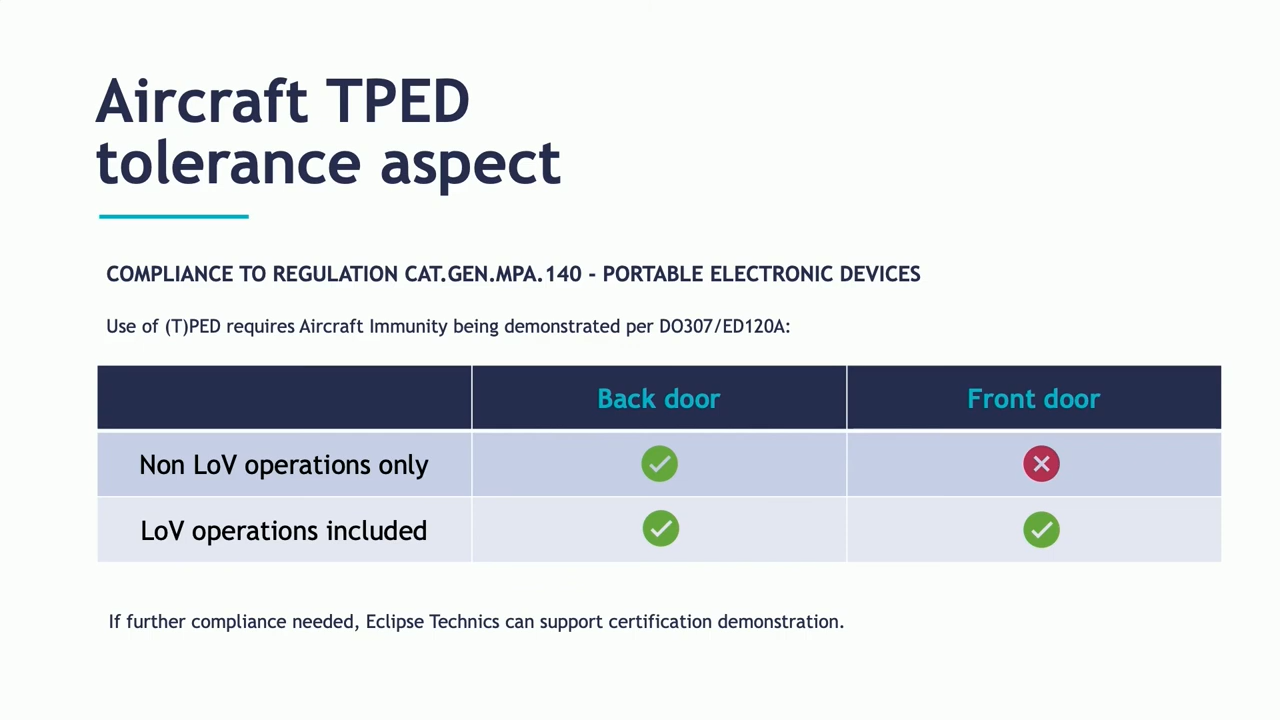 Aircraft TPED
tolerance aspect
COMPLIANCE TO REGULATION CAT.GEN.MPA.140 - PORTABLE ELECTRONIC DEVICES
Use of (T)PED requires Aircraft Immunity being demonstrated per DO307/ED120A:
Back door Front door
Non LoV operations only
LoV operations included
If further compliance needed, Eclipse Technics can support certification demonstration.